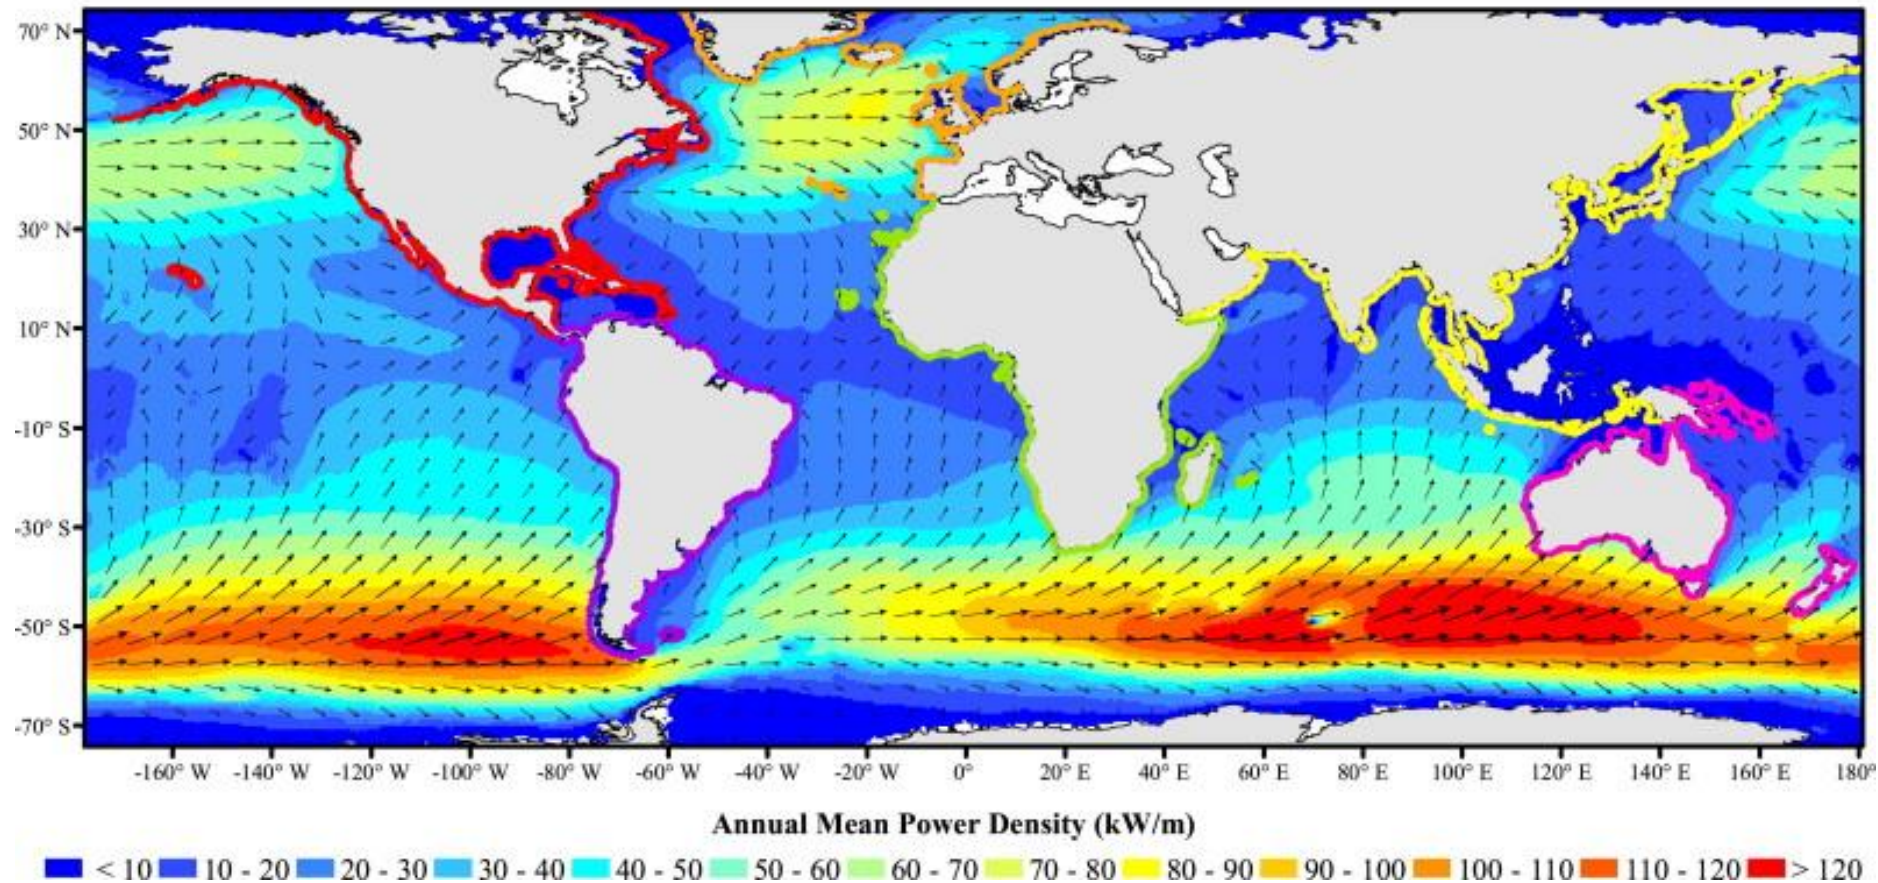 70° N
50° N
30° N
10° N
-10° S
-30° S
-50° S
-70° S
-160° W -140° W -120° W -100° W -80° W -60° W -40° W -20° W 0° 20° E 40° E 60° E 80° E 100° E 120° E 140° E 160° E 180°
Annual Mean Power Density (kW/m)
< 10 10 - 20 20 - 30 30 - 40 40 - 50 50 - 60 60 - 70 70 - 80 80 - 90 90 - 100 100 - 110 110 - 120 > 120